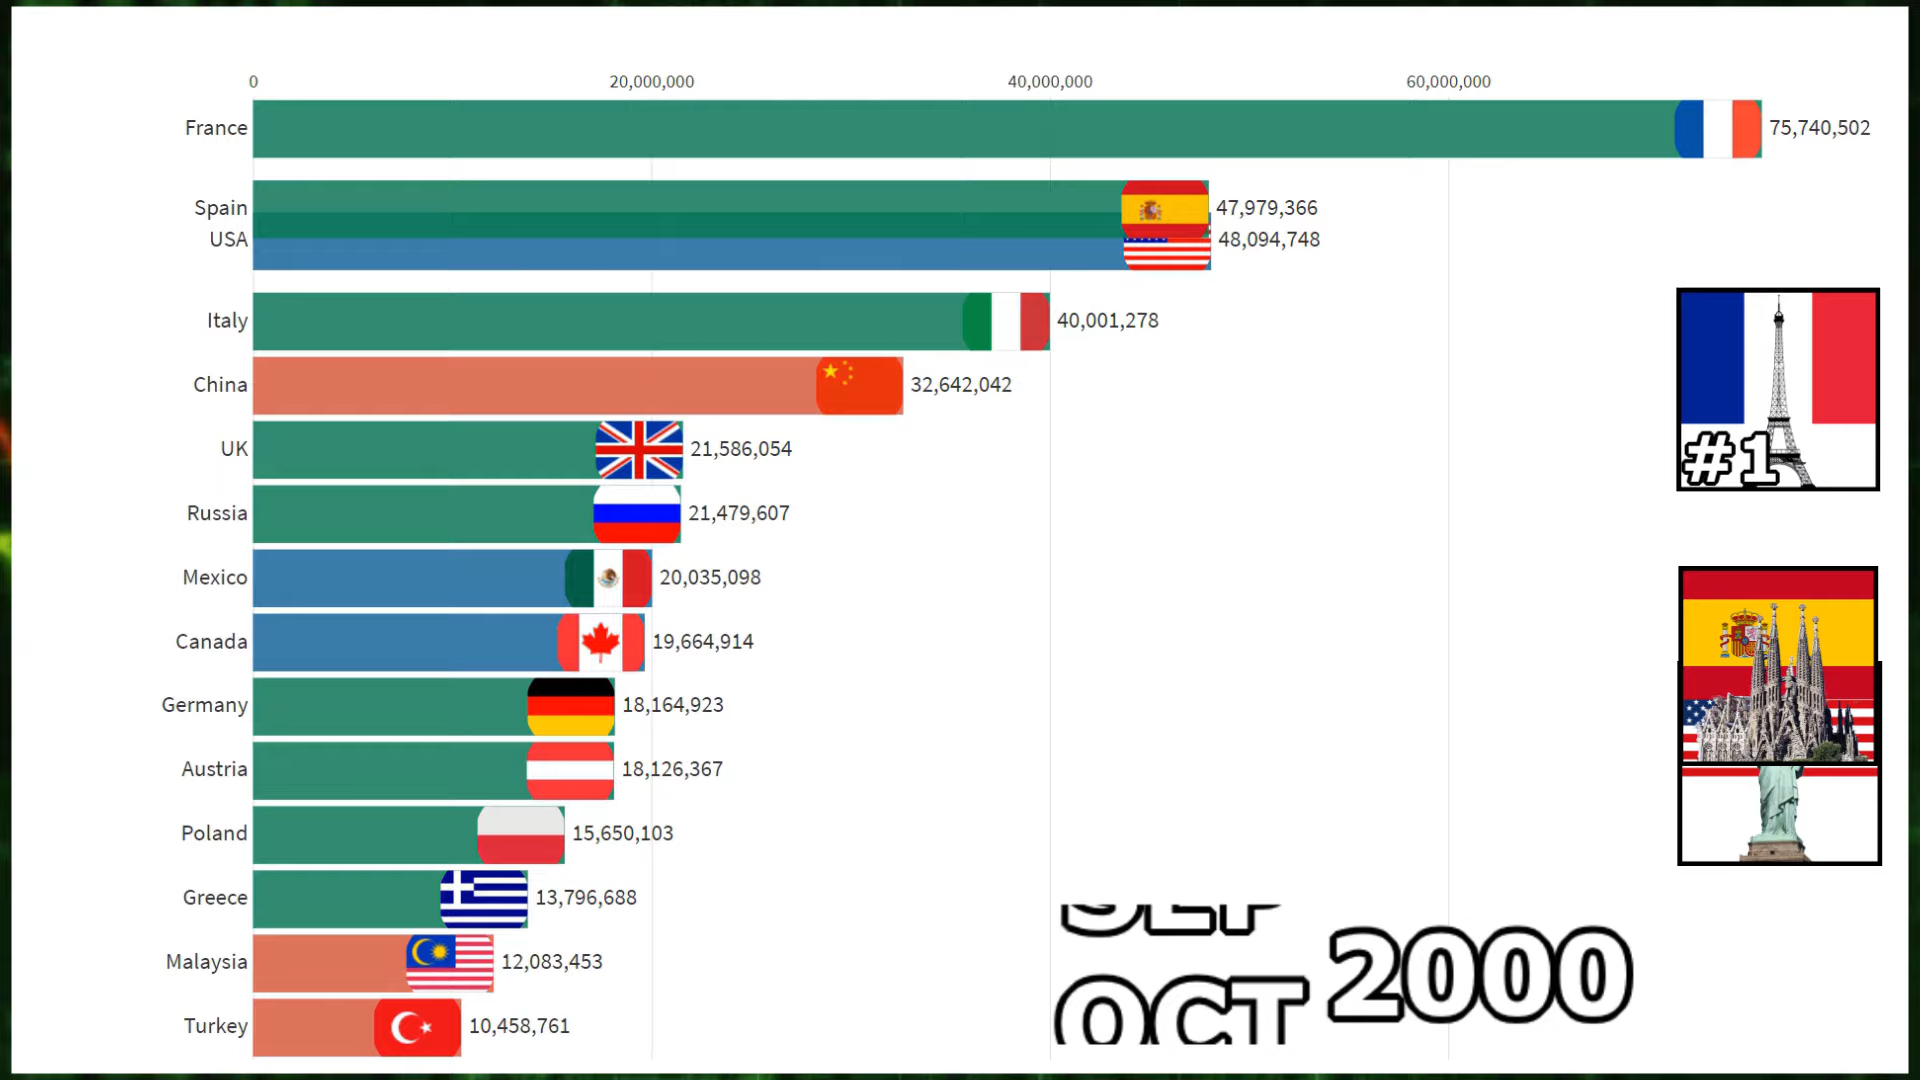 0 20,000,000 40,000,000 60,000,000
France 75,740,502
Spain 47,979,366
USA 48,094,748
Italy 40,001,278
China 32,642,042
UK 21,586,054
Russia 21,479,607
Mexico 20,035,098
Canada 19,664,914
Germany 18,164,923
Austria 18,126,367
Poland 15,650,103
Greece 13,796,688
Malaysia 12,083,453
Turkey 10,458,761
#1
SEP
OCT 2000